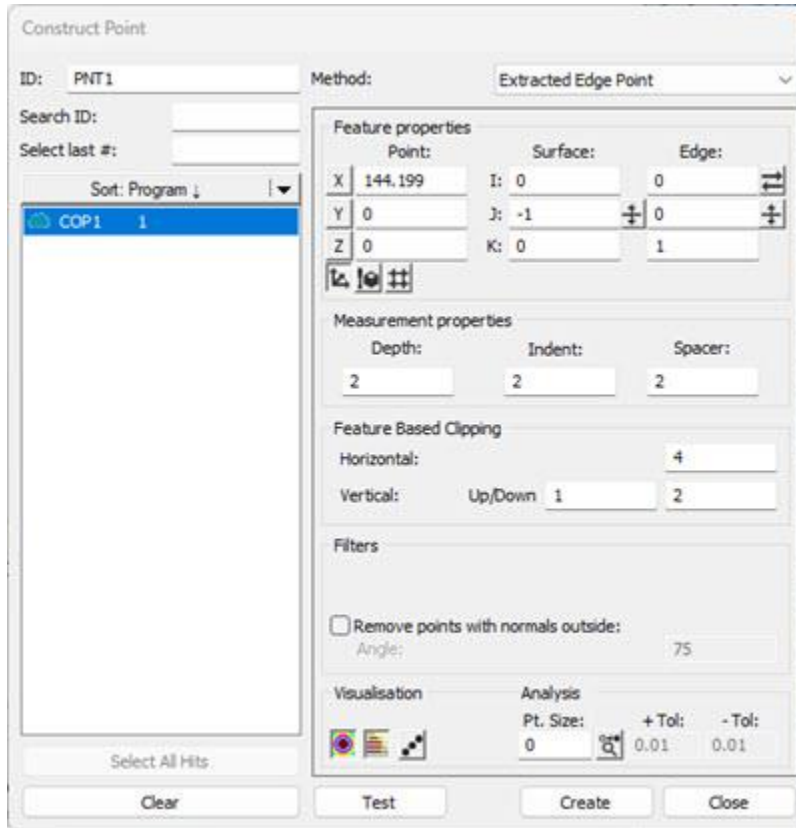 Construct Point
ID: PNT1 Method: Extracted Edge Point
Search ID:
Select last #:
Sort: Program ↓
COP1 1
Feature properties
Point: Surface: Edge:
X 144.199 I: 0 0
Y 0 J: -1 0
Z 0 K: 0 1
Measurement properties
Depth: Indent: Spacer:
2 2 2
Feature Based Clipping
Horizontal: 4
Vertical: Up/Down 1 2
Filters
Remove points with normals outside:
Angle: 75
Visualisation Analysis
Pt. Size: + Tol: - Tol:
0 0.01 0.01
Select All Hits
Clear Test Create Close